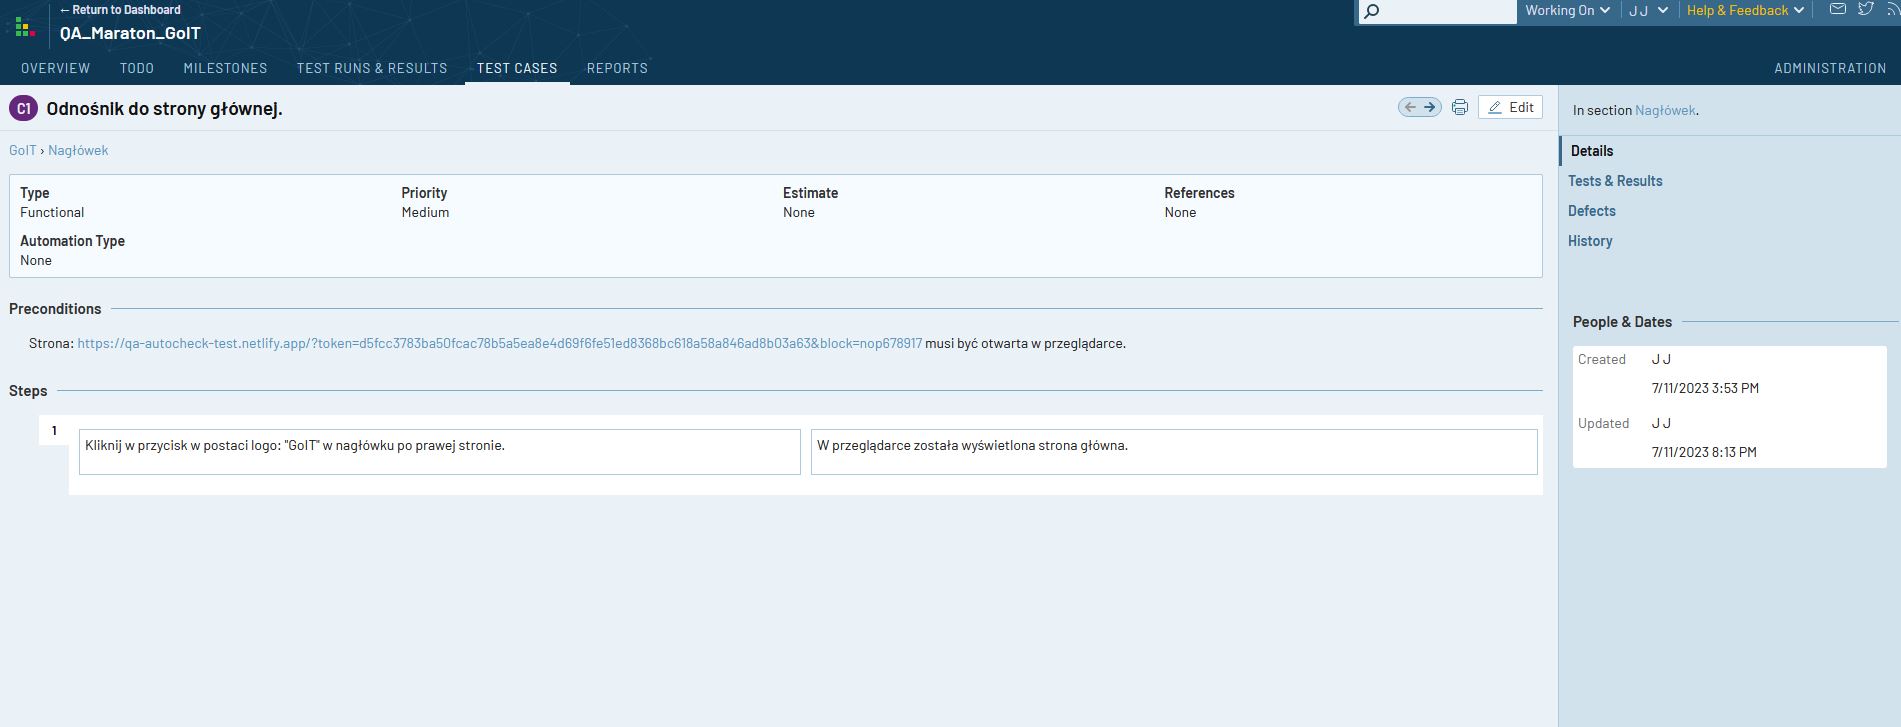 ← Return to Dashboard
QA_Maraton_GoIT
Working On
J J
Help & Feedback
OVERVIEW TODO MILESTONES TEST RUNS & RESULTS TEST CASES REPORTS ADMINISTRATION
C1 Odnośnik do strony głównej.
Edit
GoIT › Nagłówek
Type Priority Estimate References
Functional Medium None None
Automation Type
None
Preconditions
Strona: https://qa-autocheck-test.netlify.app/?token=d5fcc3783ba50fcac78b5a5ea8e4d69f6fe51ed8368bc618a58a846ad8b03a63&block=nop678917 musi być otwarta w przeglądarce.
Steps
1
Kliknij w przycisk w postaci logo: "GoIT" w nagłówku po prawej stronie.
W przeglądarce została wyświetlona strona główna.
In section Nagłówek.
Details
Tests & Results
Defects
History
People & Dates
Created J J
7/11/2023 3:53 PM
Updated J J
7/11/2023 8:13 PM